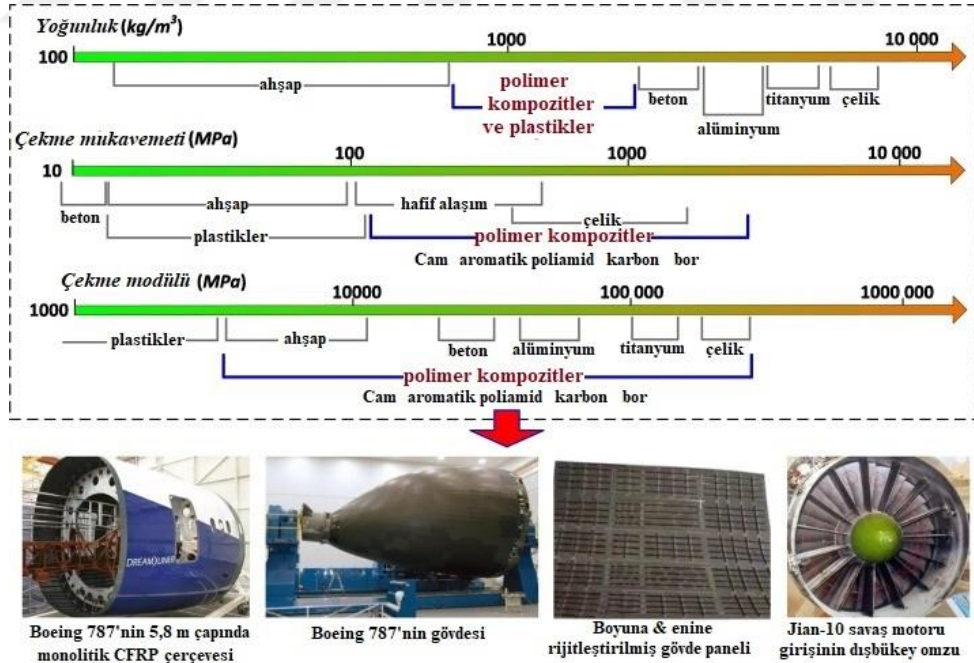 Yoğunluk (kg/m³)
100 1000 10 000
ahşap
polimer
kompozitler
ve plastikler
beton
alüminyum
titanyum
çelik
Çekme mukavemeti (MPa)
10 100 1000 10 000
beton
ahşap
plastikler
hafif alaşım
çelik
polimer kompozitler
Cam aromatik poliamid karbon bor
Çekme modülü (MPa)
1000 10000 100 000 1000 000
plastikler
ahşap
beton
alüminyum
titanyum
çelik
polimer kompozitler
Cam aromatik poliamid karbon bor
DREAMLINER
Boeing 787'nin 5,8 m çapında
monolitik CFRP çerçevesi
Boeing 787'nin gövdesi
Boyuna & enine
rijitleştirilmiş gövde paneli
Jian-10 savaş motoru
girişinin dışbükey omzu